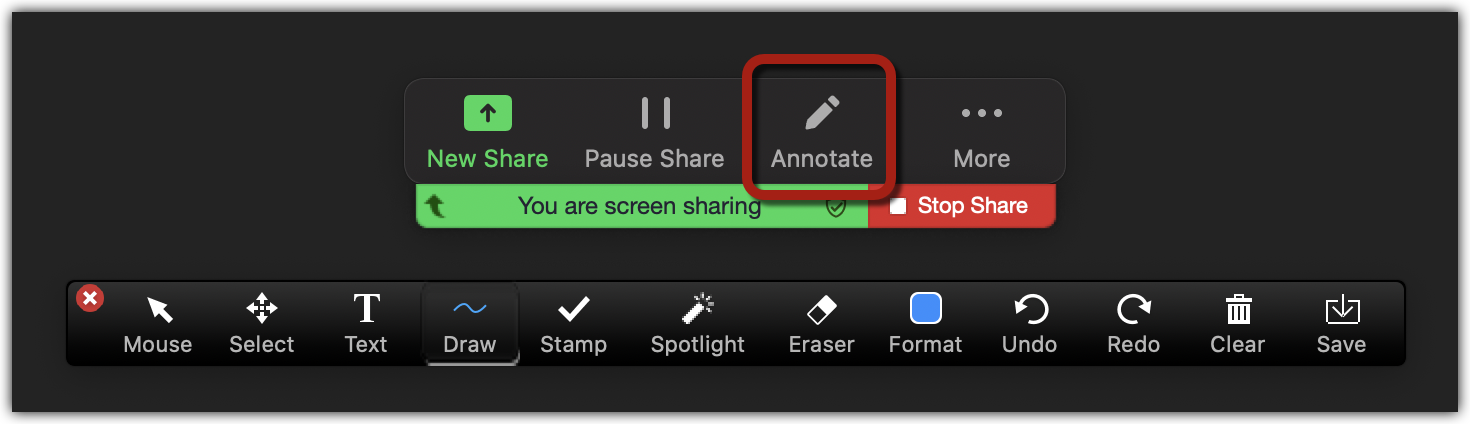 New Share Pause Share Annotate More
You are screen sharing Stop Share
Mouse Select Text Draw Stamp Spotlight Eraser Format Undo Redo Clear Save